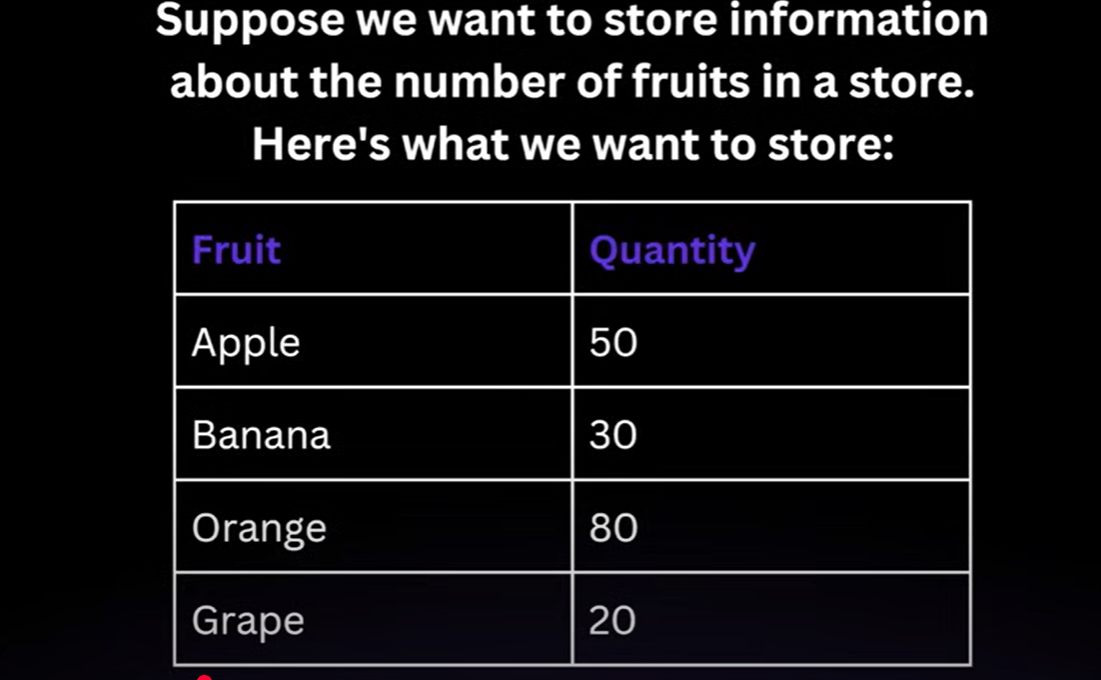 Suppose we want to store information
about the number of fruits in a store.
Here's what we want to store:
Fruit Quantity
Apple 50
Banana 30
Orange 80
Grape 20